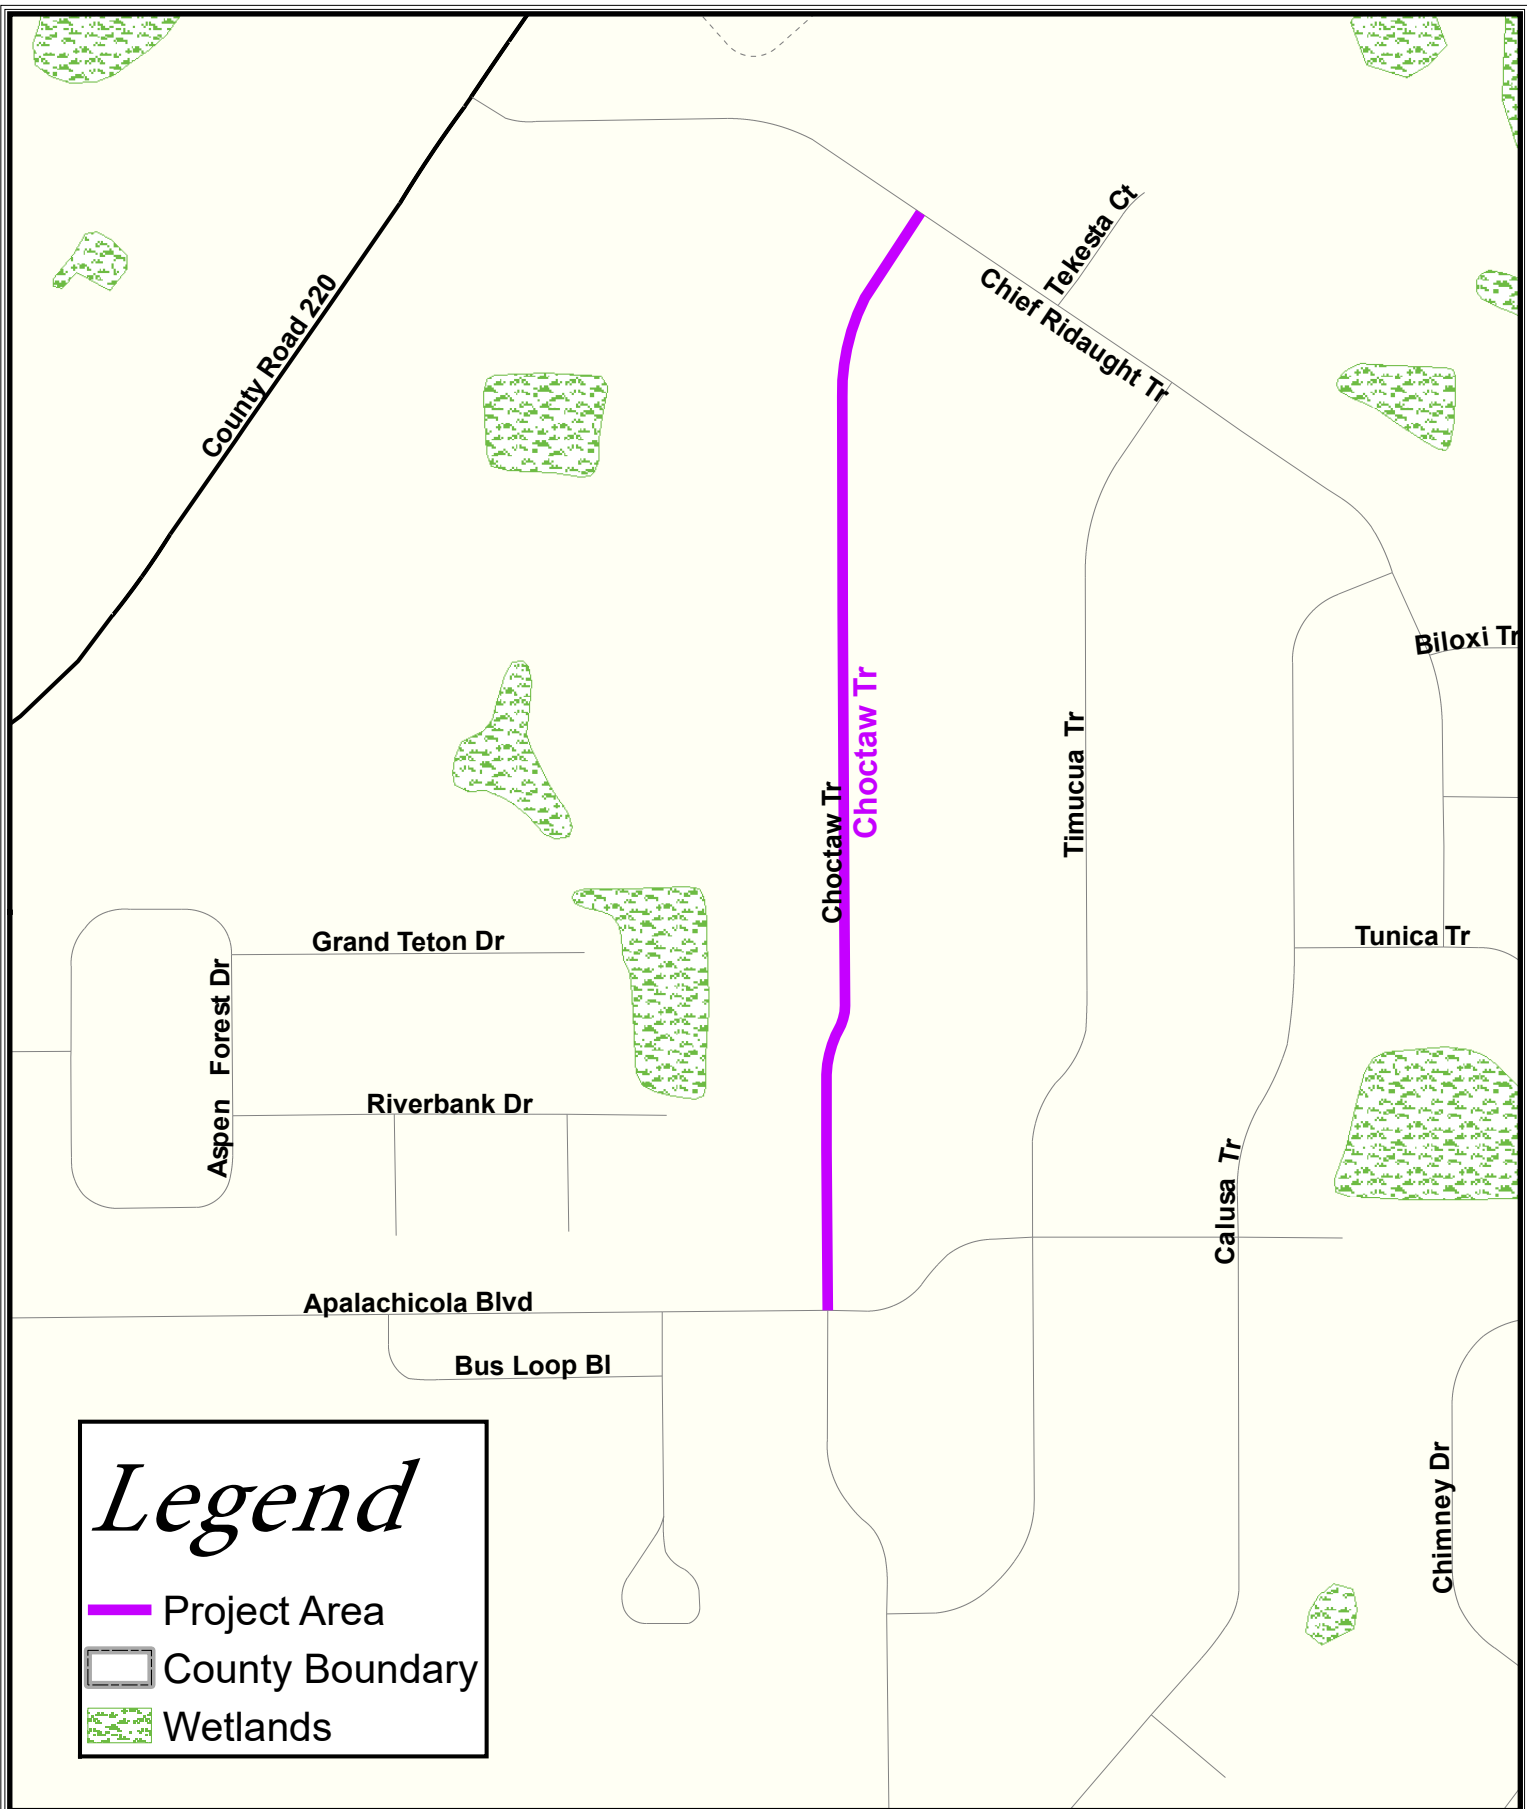 Tekesta Ct
Chief Ridaught Tr
County Road 220
Biloxi Tr
Choctaw Tr
Timucua Tr
Choctaw Tr
Tunica Tr
Grand Teton Dr
Aspen Forest Dr
Riverbank Dr
Calusa Tr
Apalachicola Blvd
Bus Loop Bl
Chimney Dr
Legend
Project Area
County Boundary
Wetlands